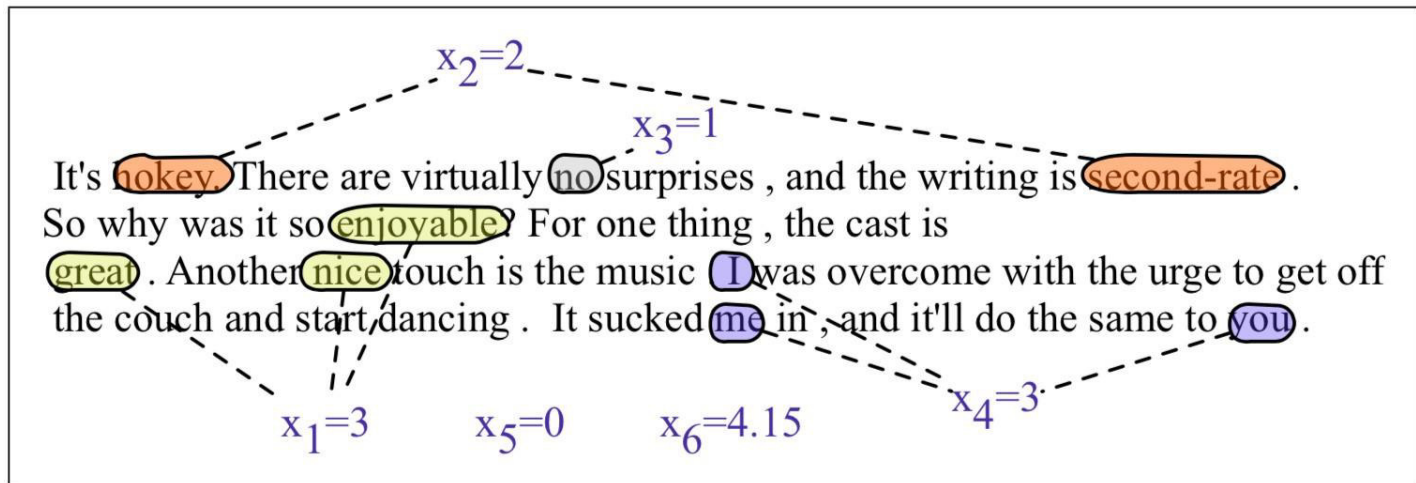 x2=2
x3=1
It's hokey. There are virtually no surprises , and the writing is second-rate .
So why was it so enjoyable? For one thing , the cast is
great . Another nice touch is the music I was overcome with the urge to get off
the couch and start dancing . It sucked me in , and it'll do the same to you .
x4=3
x1=3 x5=0 x6=4.15